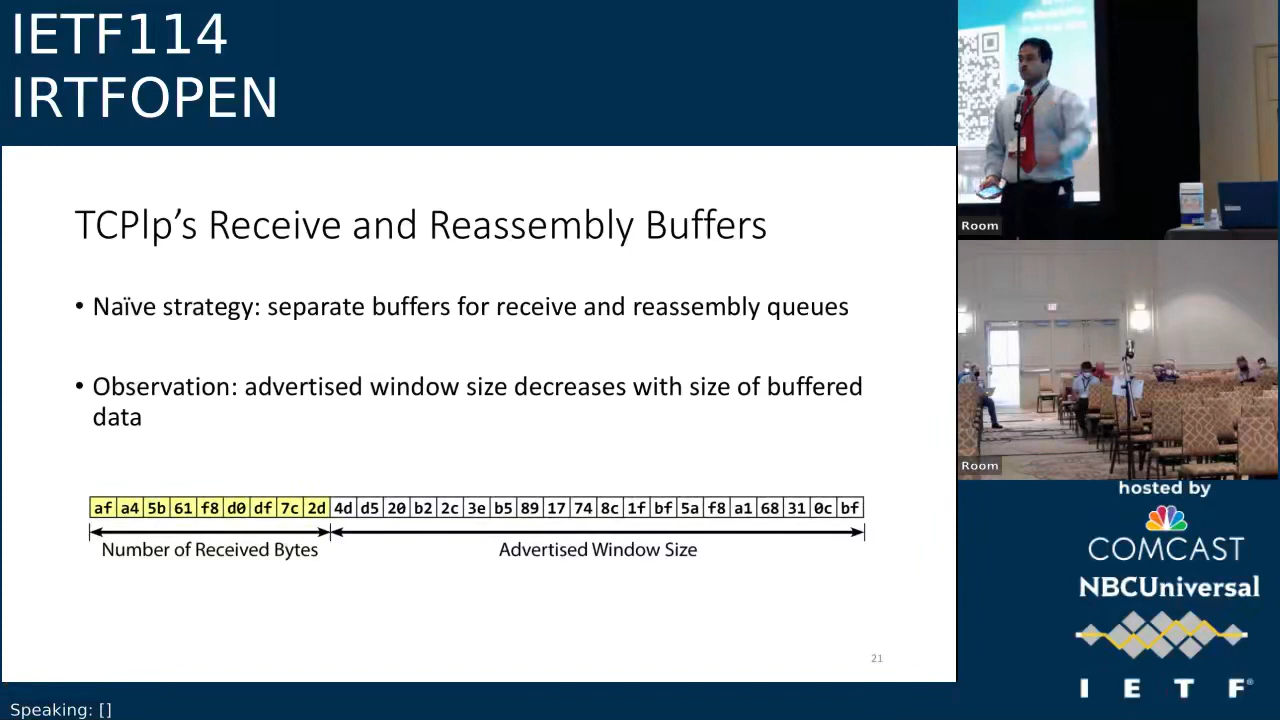 IETF114
IRTFOPEN
TCPlp’s Receive and Reassembly Buffers
• Naïve strategy: separate buffers for receive and reassembly queues
• Observation: advertised window size decreases with size of buffered
data
af a4 5b 61 f8 d0 df 7c 2d 4d d5 20 b2 2c 3e b5 89 17 74 8c 1f bf 5a f8 a1 68 31 0c bf
Number of Received Bytes Advertised Window Size
21
Room
Room
hosted by
COMCAST
NBCUniversal
I E T F®
Speaking: []